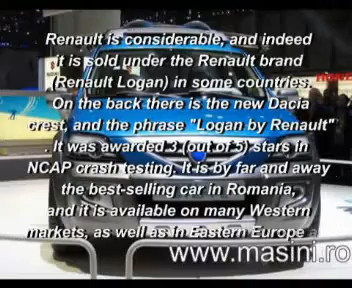 Renault is considerable, and indeed
it is sold under the Renault brand
(Renault Logan) in some countries.
On the back there is the new Dacia
crest, and the phrase "Logan by Renault"
. It was awarded 3 (out of 5) stars in
NCAP crash testing. It is by far and away
the best-selling car in Romania,
and it is available on many Western
markets, as well as in Eastern Europe
www.masini.ro